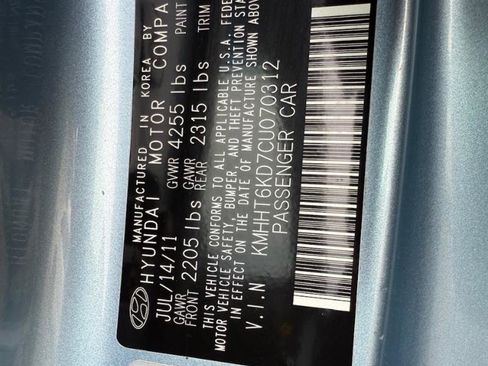 MANUFACTURED IN KOREA BY
HYUNDAI MOTOR COMPA
JUL/14/11 GVWR 4255 lbs PAINT
GAWR FRONT 2205 lbs GAWR REAR 2315 lbs TRIM
THIS VEHICLE CONFORMS TO ALL APPLICABLE U.S.A. FEDE
MOTOR VEHICLE SAFETY, BUMPER, AND THEFT PREVENTION STA
IN EFFECT ON THE DATE OF MANUFACTURE SHOWN ABOV
V.I.N KMHHT6KD7CU070312
PASSENGER CAR